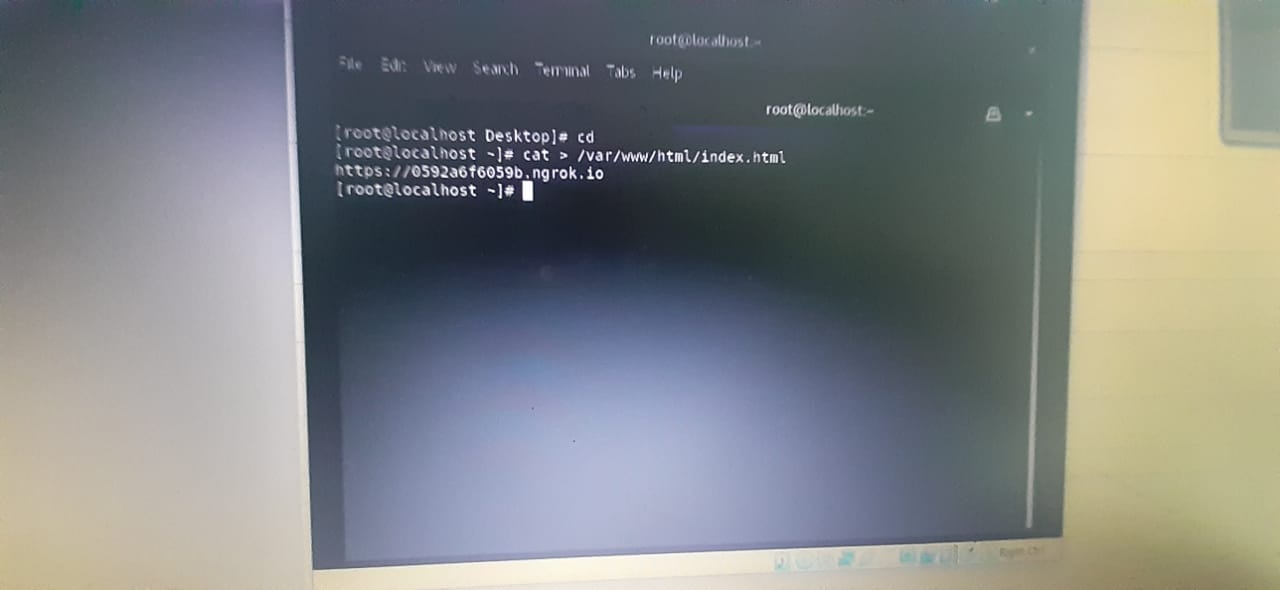 root@localhost:~
File Edit View Search Terminal Tabs Help
root@localhost:~
[root@localhost Desktop]# cd
[root@localhost ~]# cat > /var/www/html/index.html
https://0592a6f6059b.ngrok.io
[root@localhost ~]#
Right Ctrl